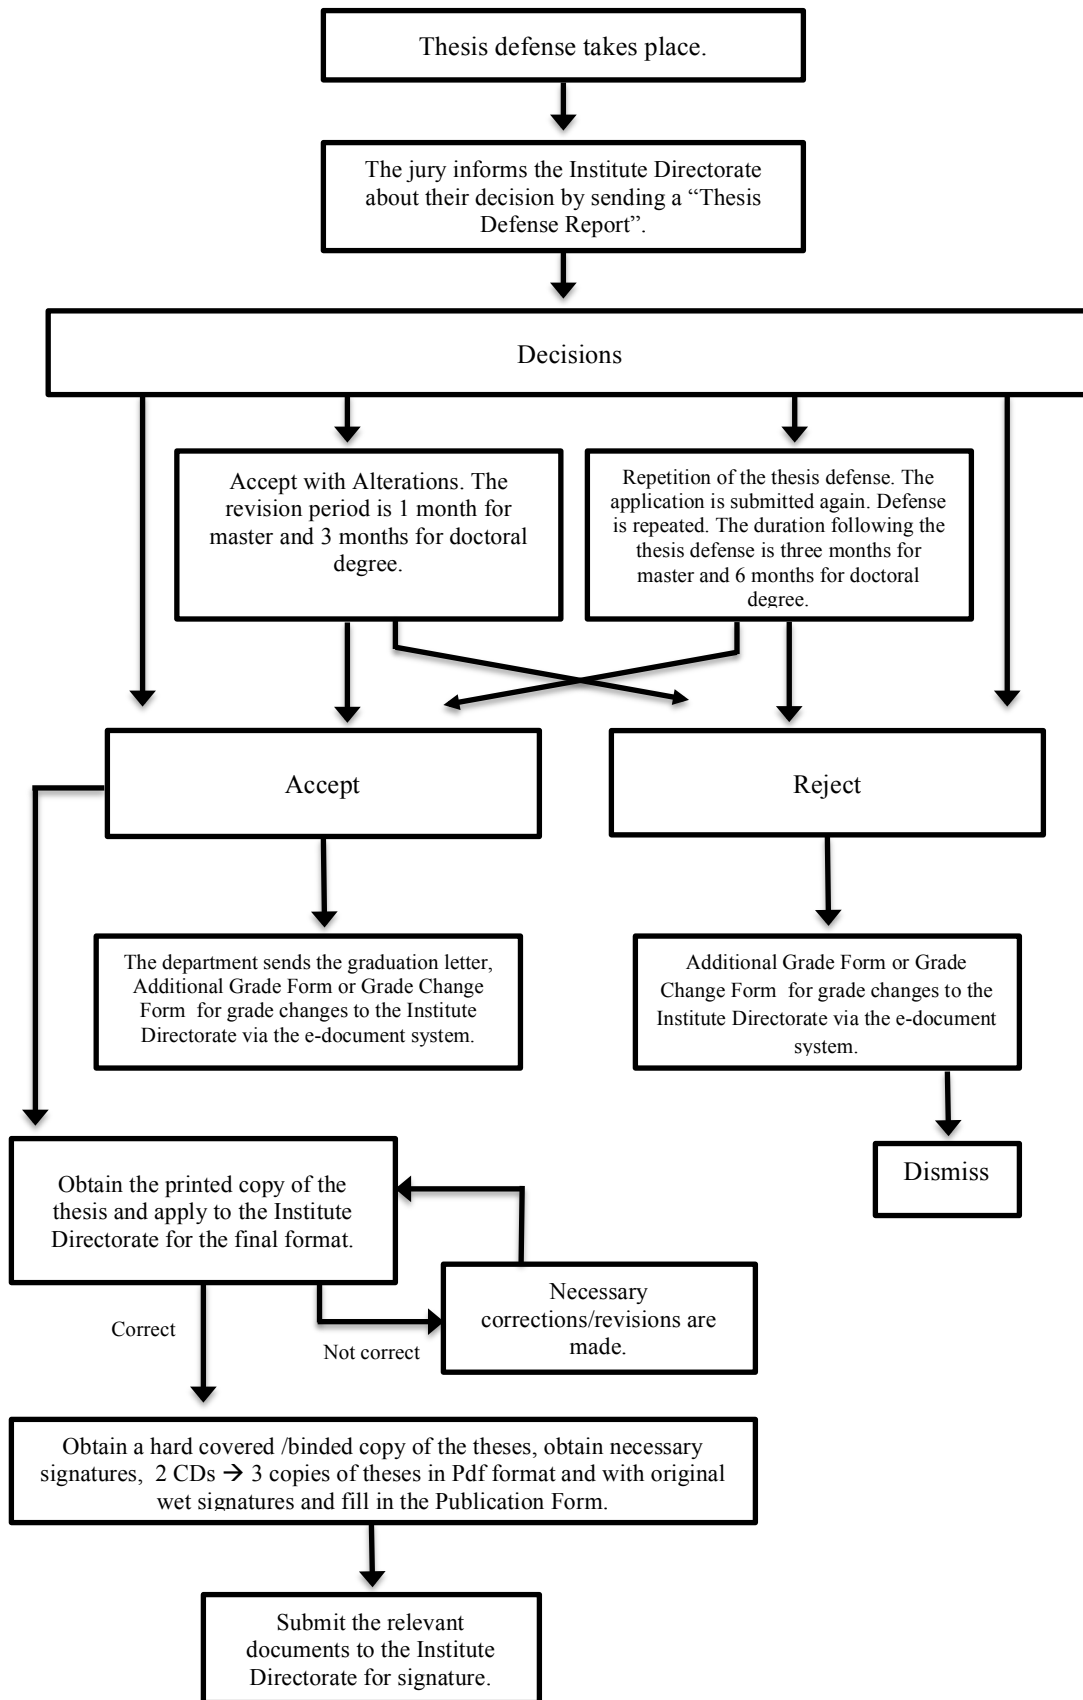 Thesis defense takes place.
The jury informs the Institute Directorate
about their decision by sending a “Thesis
Defense Report”.
Decisions
Accept with Alterations. The
revision period is 1 month for
master and 3 months for doctoral
degree.
Repetition of the thesis defense. The
application is submitted again. Defense
is repeated. The duration following the
thesis defense is three months for
master and 6 months for doctoral
degree.
Accept
Reject
The department sends the graduation letter,
Additional Grade Form or Grade Change
Form for grade changes to the Institute
Directorate via the e-document system.
Additional Grade Form or Grade
Change Form for grade changes to the
Institute Directorate via the e-document
system.
Dismiss
Obtain the printed copy of the
thesis and apply to the Institute
Directorate for the final format.
Necessary
corrections/revisions are
made.
Correct
Not correct
Obtain a hard covered /binded copy of the theses, obtain necessary
signatures, 2 CDs → 3 copies of theses in Pdf format and with original
wet signatures and fill in the Publication Form.
Submit the relevant
documents to the Institute
Directorate for signature.